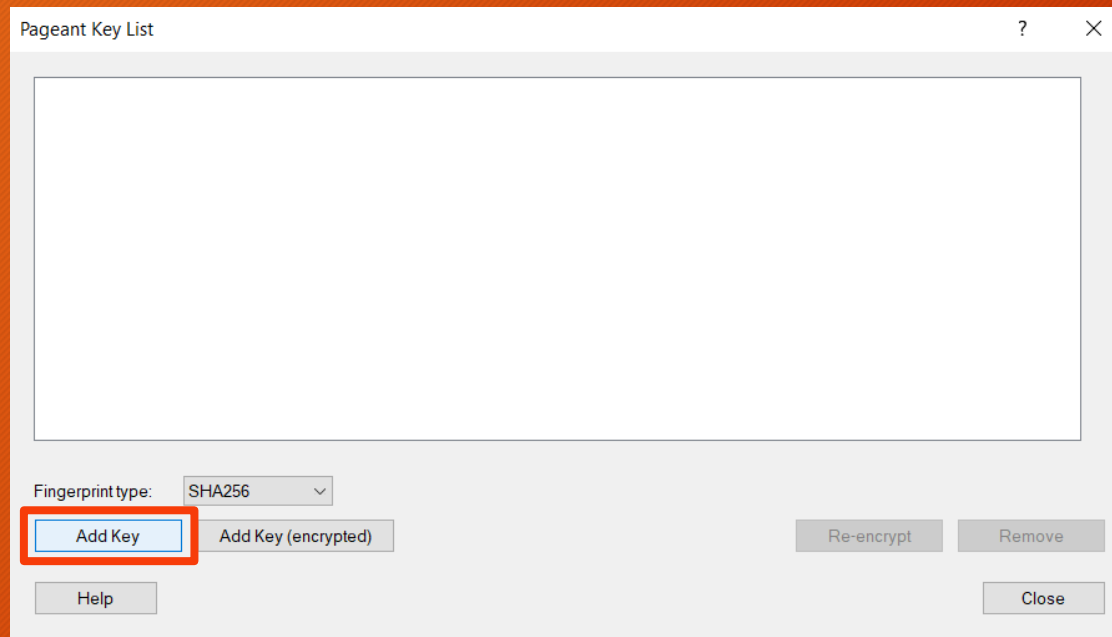 Pageant Key List ?
Fingerprint type: SHA256
Add Key Add Key (encrypted) Re-encrypt Remove
Help Close